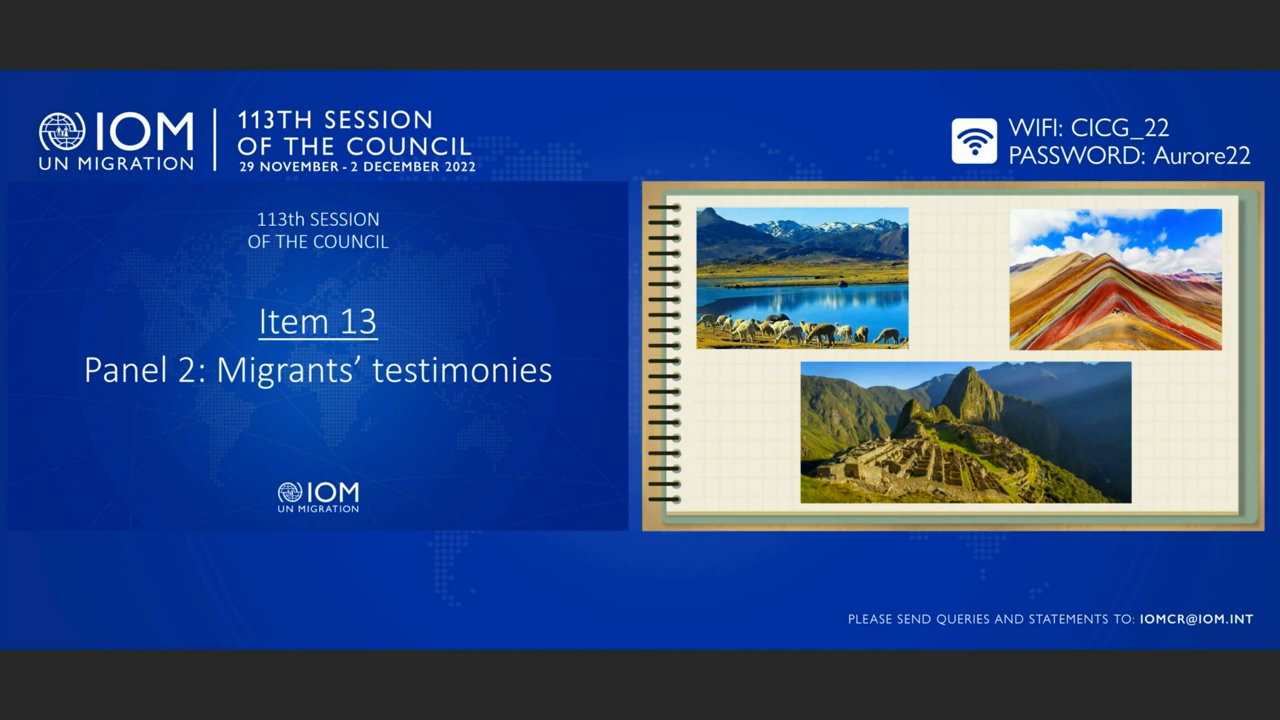 IOM
UN MIGRATION
113TH SESSION
OF THE COUNCIL
29 NOVEMBER - 2 DECEMBER 2022
WIFI: CICG_22
PASSWORD: Aurore22
113th SESSION
OF THE COUNCIL
Item 13
Panel 2: Migrants’ testimonies
IOM
UN MIGRATION
PLEASE SEND QUERIES AND STATEMENTS TO: IOMCR@IOM.INT